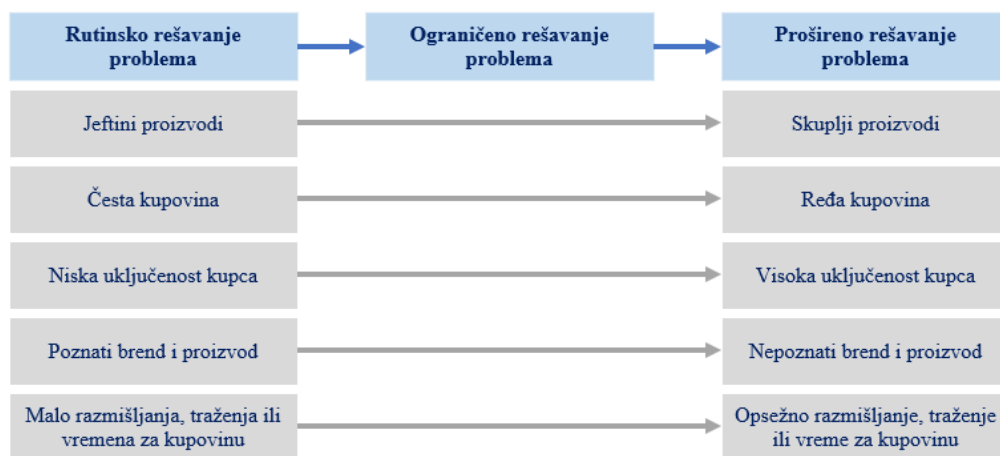 Rutinsko rešavanje
problema
Ograničeno rešavanje
problema
Prošireno rešavanje
problema
Jeftini proizvodi
Skuplji proizvodi
Česta kupovina
Ređa kupovina
Niska uključenost kupca
Visoka uključenost kupca
Poznati brend i proizvod
Nepoznati brend i proizvod
Malo razmišljanja, traženja ili
vremena za kupovinu
Opsežno razmišljanje, traženje
ili vreme za kupovinu